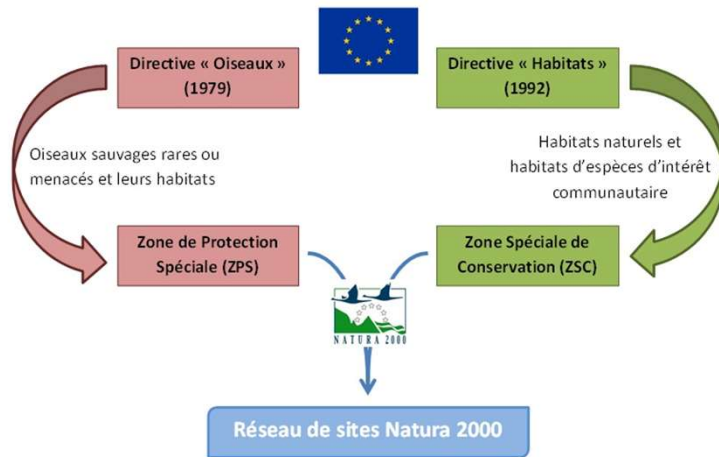 Directive « Oiseaux »
(1979)
Directive « Habitats »
(1992)
Oiseaux sauvages rares ou
menacés et leurs habitats
Habitats naturels et
habitats d'espèces d'intérêt
communautaire
Zone de Protection
Spéciale (ZPS)
Zone Spéciale de
Conservation (ZSC)
NATURA 2000
Réseau de sites Natura 2000